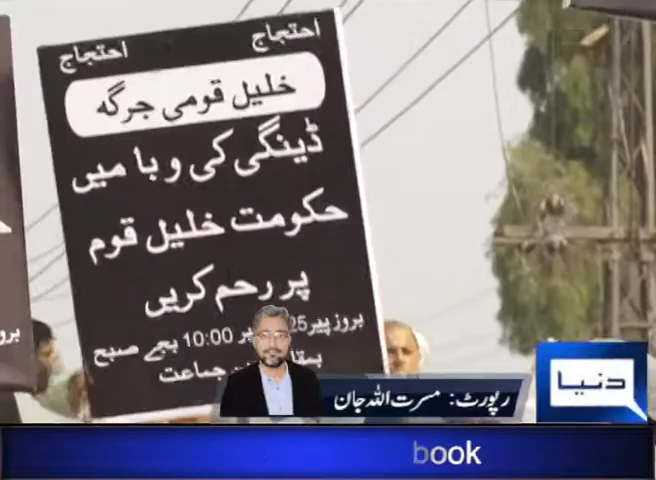 احتجاج احتجاج
خلیل قومی جرگہ
ڈینگی کی وبا میں
حکومت خلیل قوم
پر رحم کریں
بروز پیر 25 بر 10:00 بجے صبح
جماعت
رپورٹ: مسرت اللہ جان
دنیا
book